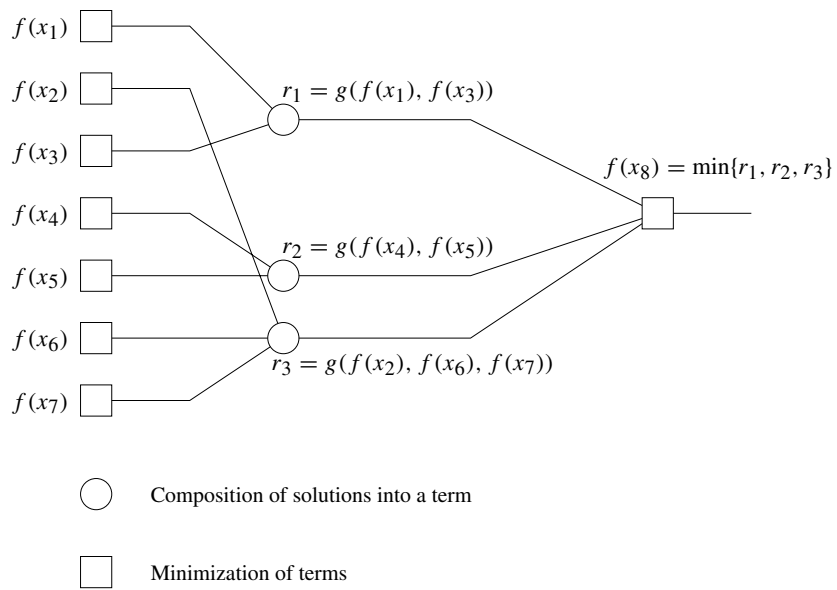 f(x₁)
f(x₂)
r₁ = g(f(x₁), f(x₃))
f(x₃)
f(x₈) = min{r₁, r₂, r₃}
f(x₄)
r₂ = g(f(x₄), f(x₅))
f(x₅)
f(x₆)
r₃ = g(f(x₂), f(x₆), f(x₇))
f(x₇)
Composition of solutions into a term
Minimization of terms